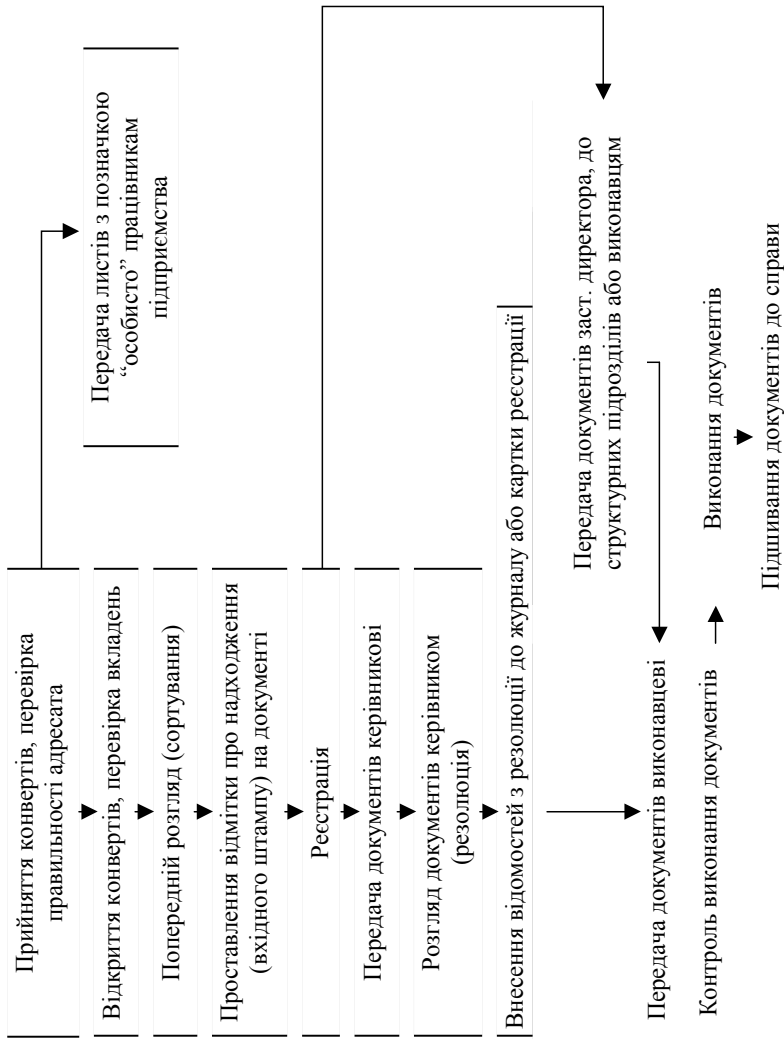 Прийняття конвертів, перевірка
правильності адресата
Передача листів з позначкою
“особисто” працівникам
підприємства
Відкриття конвертів, перевірка вкладень
Попередній розгляд (сортування)
Проставлення відмітки про надходження
(вхідного штампу) на документі
Реєстрація
Передача документів керівникові
Розгляд документів керівником
(резолюція)
Внесення відомостей з резолюції до журналу або картки реєстрації
Передача документів заст. директора, до
структурних підрозділів або виконавцям
Передача документів виконавцеві
Контроль виконання документів
Виконання документів
Підшивання документів до справи